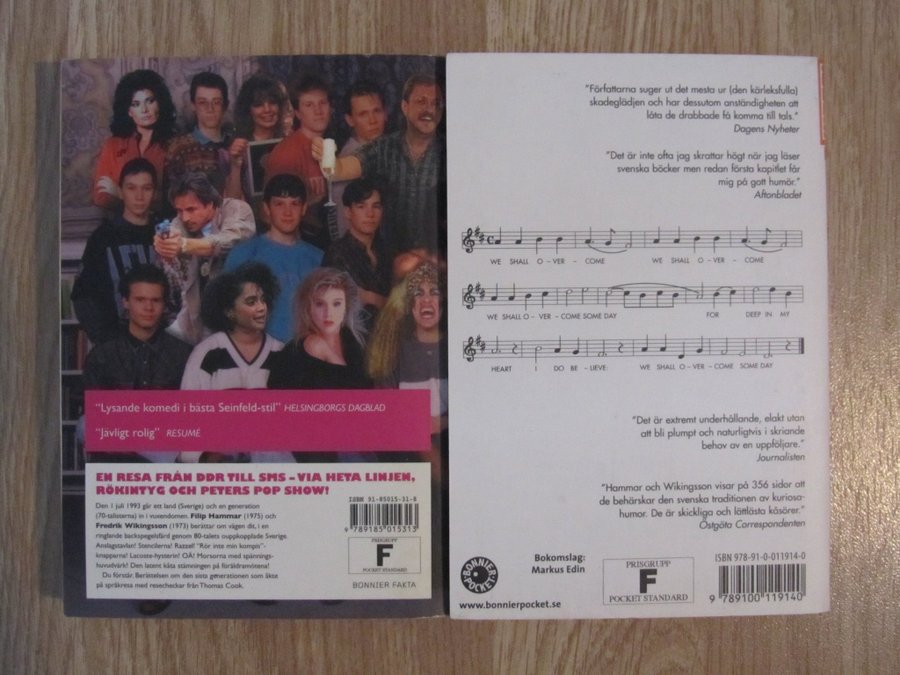 "Lysande komedi i bästa Seinfeld-stil" HELSINGBORGS DAGBLAD
"Jävligt rolig" RESUMÉ
EN RESA FRÅN DDR TILL SMS – VIA HETA LINJEN,
RÖKINTYG OCH PETERS POP SHOW!
Den 1 juli 1993 går ett land (Sverige) och en generation
(70-talisterna) in i vuxendomen. Filip Hammar (1975) och
Fredrik Wikingsson (1973) berättar om vägen dit, i en
ringlande backspegelsfärd genom 80-talets ouppkopplade Sverige.
Anslagstavlan! Stencilerna! Razzel! "Rör inte min kompis"-
knapparna! Lacoste-hysterin! OÄ! Morsorna med spännings-
huvudvärk! Den latent kåta stämningen på föräldramötena!
Du förstår. Berättelsen om den sista generationen som åkte
på språkresa med resecheckar från Thomas Cook.
ISBN 91-85015-31-8
9 789185 015313
PRISGRUPP
F
POCKET STANDARD
BONNIER FAKTA
"Författarna suger ut det mesta ur (den kärleksfulla)
skadeglädjen och har dessutom anständigheten att
låta de drabbade få komma till tals."
Dagens Nyheter
"Det är inte ofta jag skrattar högt när jag läser
svenska böcker men redan första kapitlet får
mig på gott humör."
Aftonbladet
WE SHALL O – VER – COME WE SHALL O – VER – COME
WE SHALL O – VER – COME SOME DAY FOR DEEP IN MY
HEART I DO BE – LIEVE WE SHALL O – VER – COME SOME DAY
"Det är extremt underhållande, elakt utan
att bli plumpt och naturligtvis i skriande
behov av en uppföljare."
Journalisten
"Hammar och Wikingsson visar på 356 sidor att
de behärskar den svenska traditionen av kuriosa-
humor. De är skickliga och lättlästa kåsörer."
Östgöta Correspondenten
Bokomslag:
Markus Edin
BONNIER POCKET
www.bonnierpocket.se
PRISGRUPP
F
POCKET STANDARD
ISBN 978-91-0-011914-0
9 789100 119140